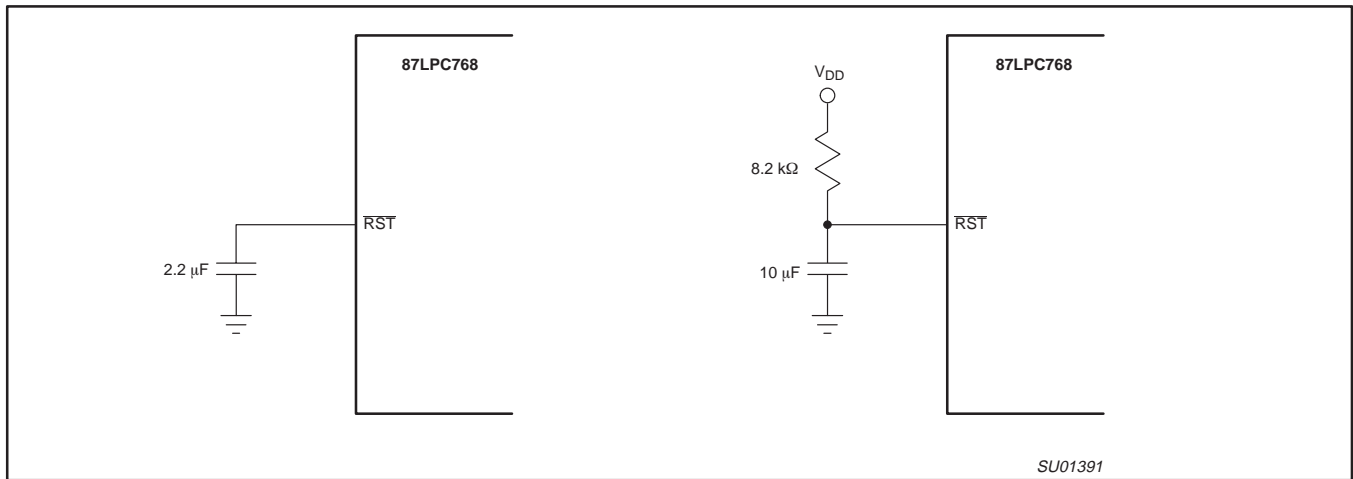 87LPC768
RST
2.2 µF
87LPC768
VDD
8.2 kΩ
RST
10 µF
SU01391